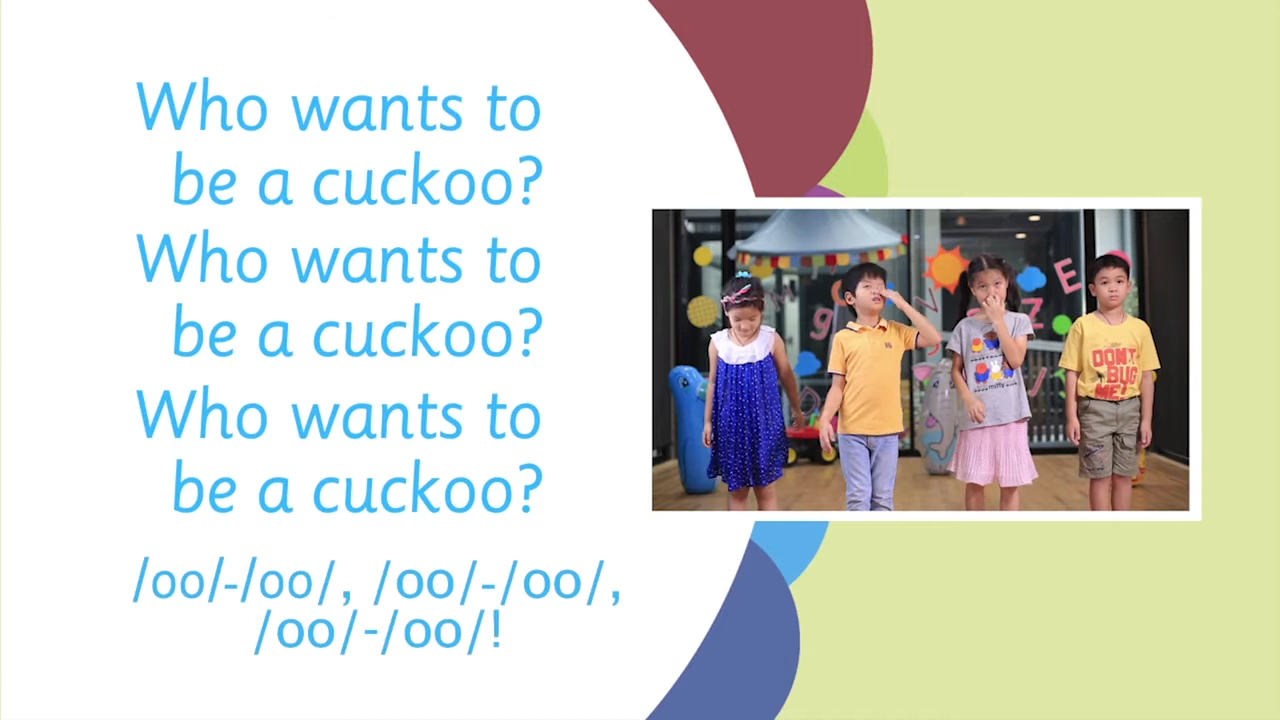 Who wants to
be a cuckoo?
Who wants to
be a cuckoo?
Who wants to
be a cuckoo?
/oo/-/oo/, /oo/-/oo/,
/oo/-/oo/!
DON'T
BUG
ME!
miffy
E
Z
g